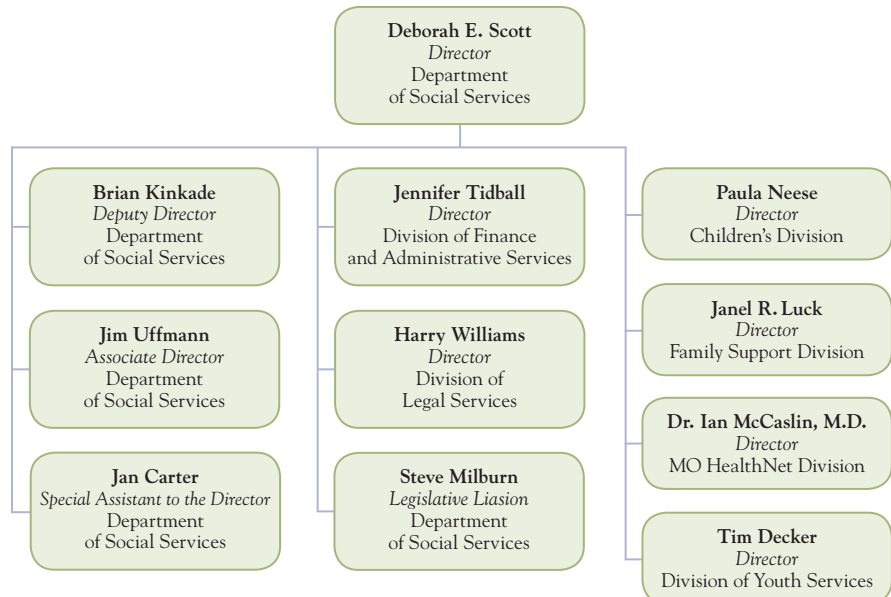 Deborah E. Scott
Director
Department
of Social Services
Brian Kinkade
Deputy Director
Department
of Social Services
Jim Uffmann
Associate Director
Department
of Social Services
Jan Carter
Special Assistant to the Director
Department
of Social Services
Jennifer Tidball
Director
Division of Finance
and Administrative Services
Harry Williams
Director
Division of
Legal Services
Steve Milburn
Legislative Liasion
Department
of Social Services
Paula Neese
Director
Children's Division
Janel R. Luck
Director
Family Support Division
Dr. Ian McCaslin, M.D.
Director
MO HealthNet Division
Tim Decker
Director
Division of Youth Services